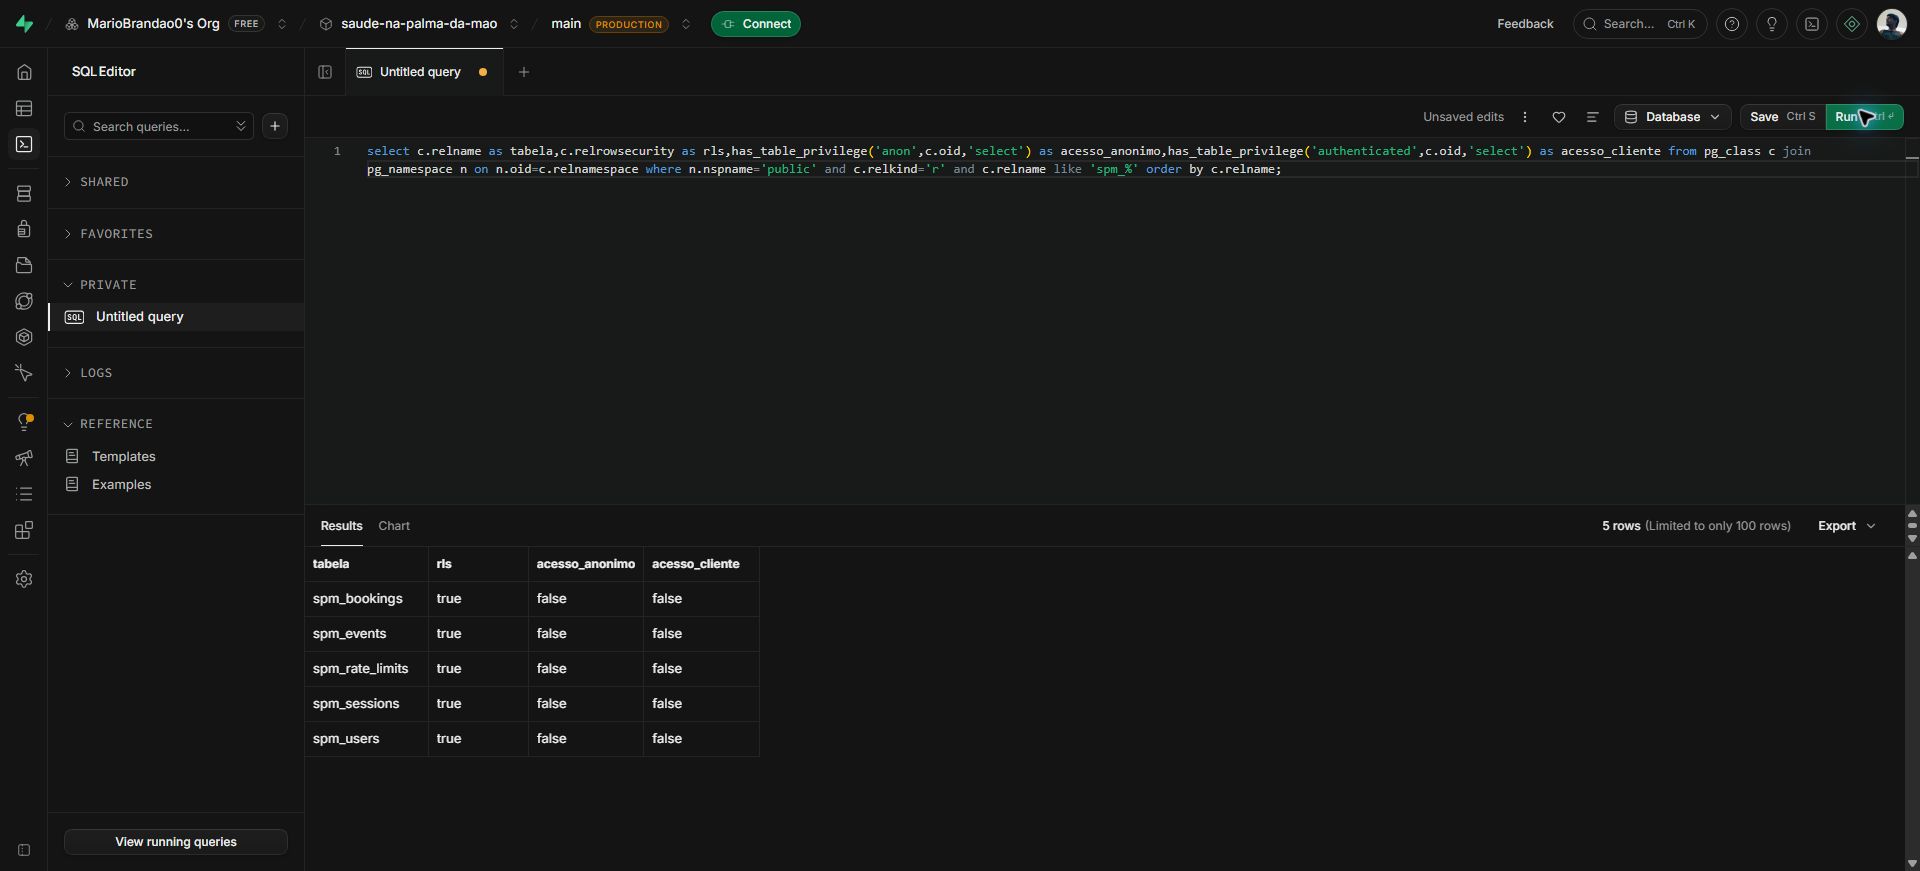 MarioBrandao0's Org FREE saude-na-palma-da-mao main PRODUCTION Connect Feedback Search... Ctrl K
SQL Editor
SQL Untitled query
Search queries...
Unsaved edits Database Save Ctrl S Run
SHARED
FAVORITES
PRIVATE
SQL Untitled query
LOGS
REFERENCE
Templates
Examples
View running queries
1 select c.relname as tabela,c.relrowsecurity as rls,has_table_privilege('anon',c.oid,'select') as acesso_anonimo,has_table_privilege('authenticated',c.oid,'select') as acesso_cliente from pg_class c join
pg_namespace n on n.oid=c.relnamespace where n.nspname='public' and c.relkind='r' and c.relname like 'spm_%' order by c.relname;
Results Chart 5 rows (Limited to only 100 rows) Export
tabela rls acesso_anonimo acesso_cliente
spm_bookings true false false
spm_events true false false
spm_rate_limits true false false
spm_sessions true false false
spm_users true false false